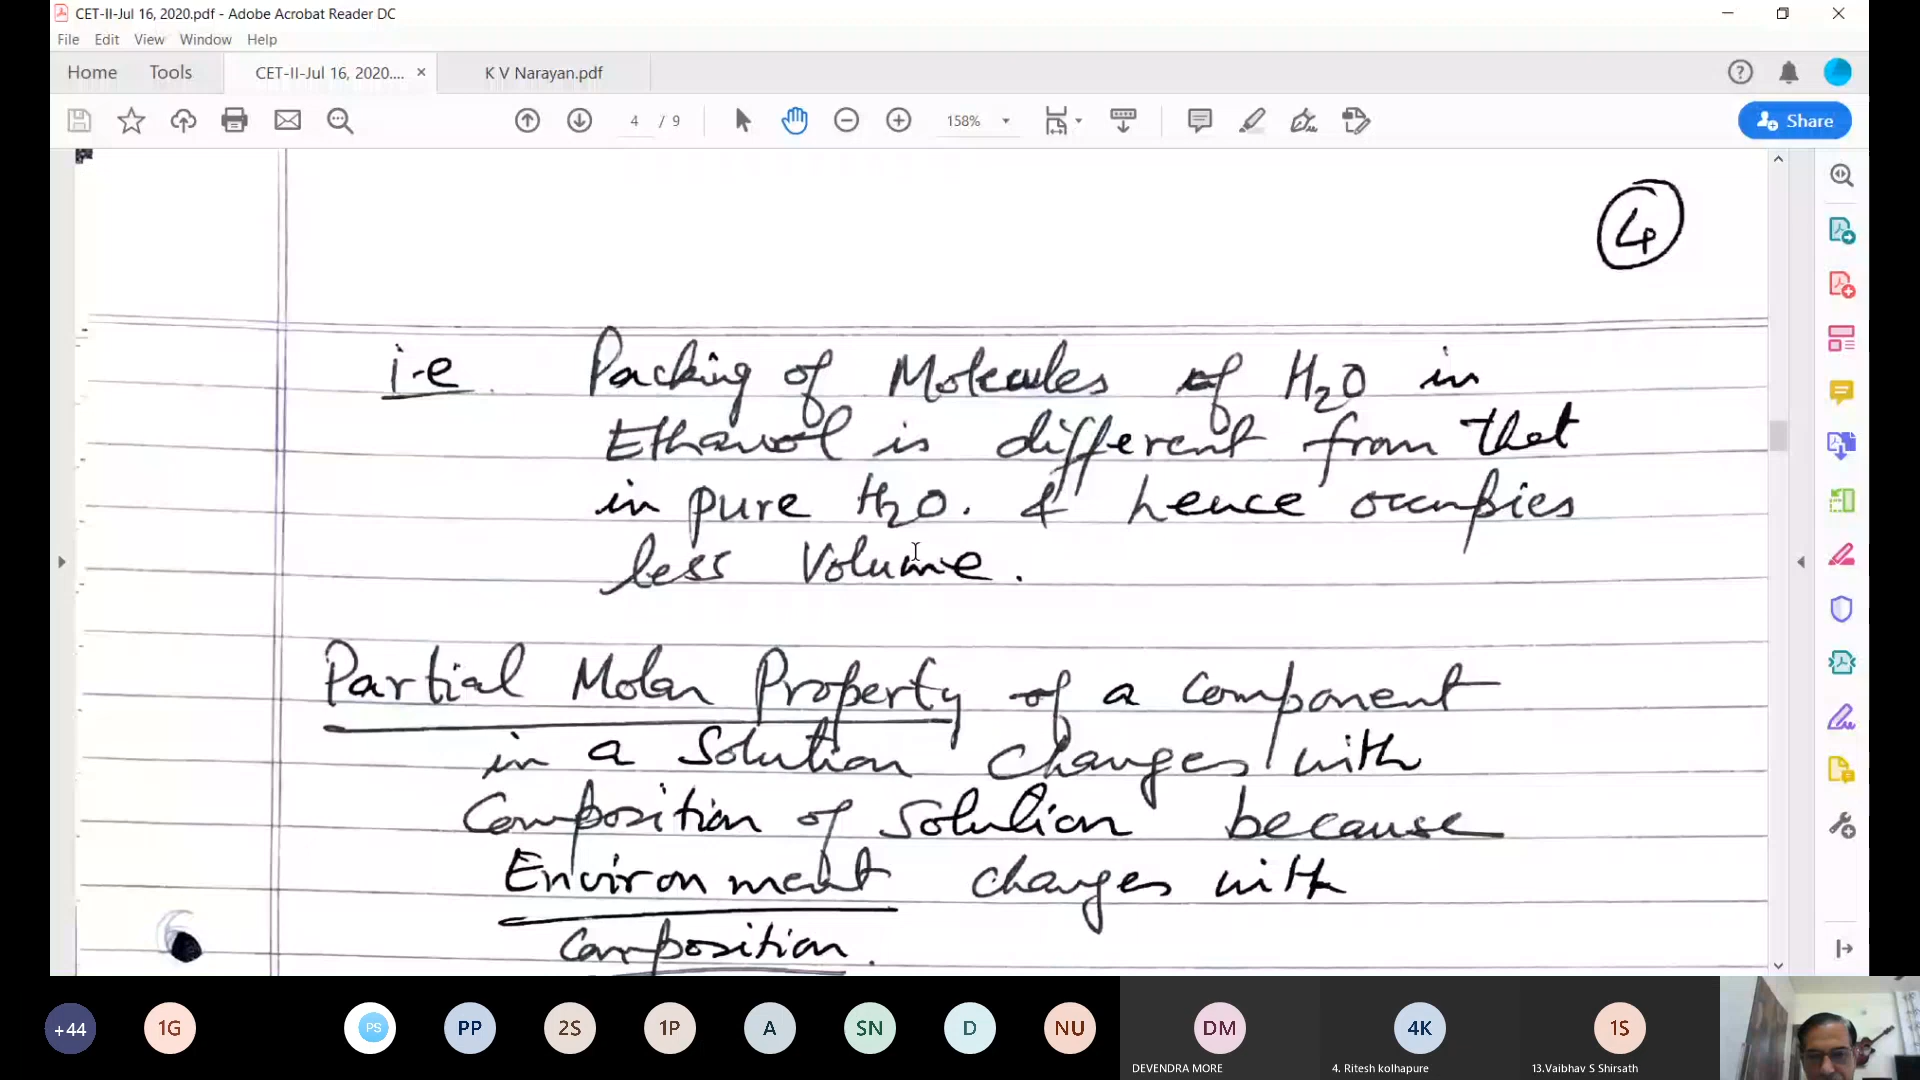 CET-II-Jul 16, 2020.pdf - Adobe Acrobat Reader DC
File Edit View Window Help
Home Tools CET-II-Jul 16, 2020.... × K V Narayan.pdf
4 / 9 158% Share
4
i.e Packing of Molecules of H2O in
Ethanol is different from that
in pure H2O. & hence occupies
less Volume.
Partial Molar Property of a component
in a Solution changes with
Composition of Solution because
Environment changes with
Composition.
+44 1G PS PP 2S 1P A SN D NU DM 4K 1S
DEVENDRA MORE 4. Ritesh kolhapure 13.Vaibhav S Shirsath